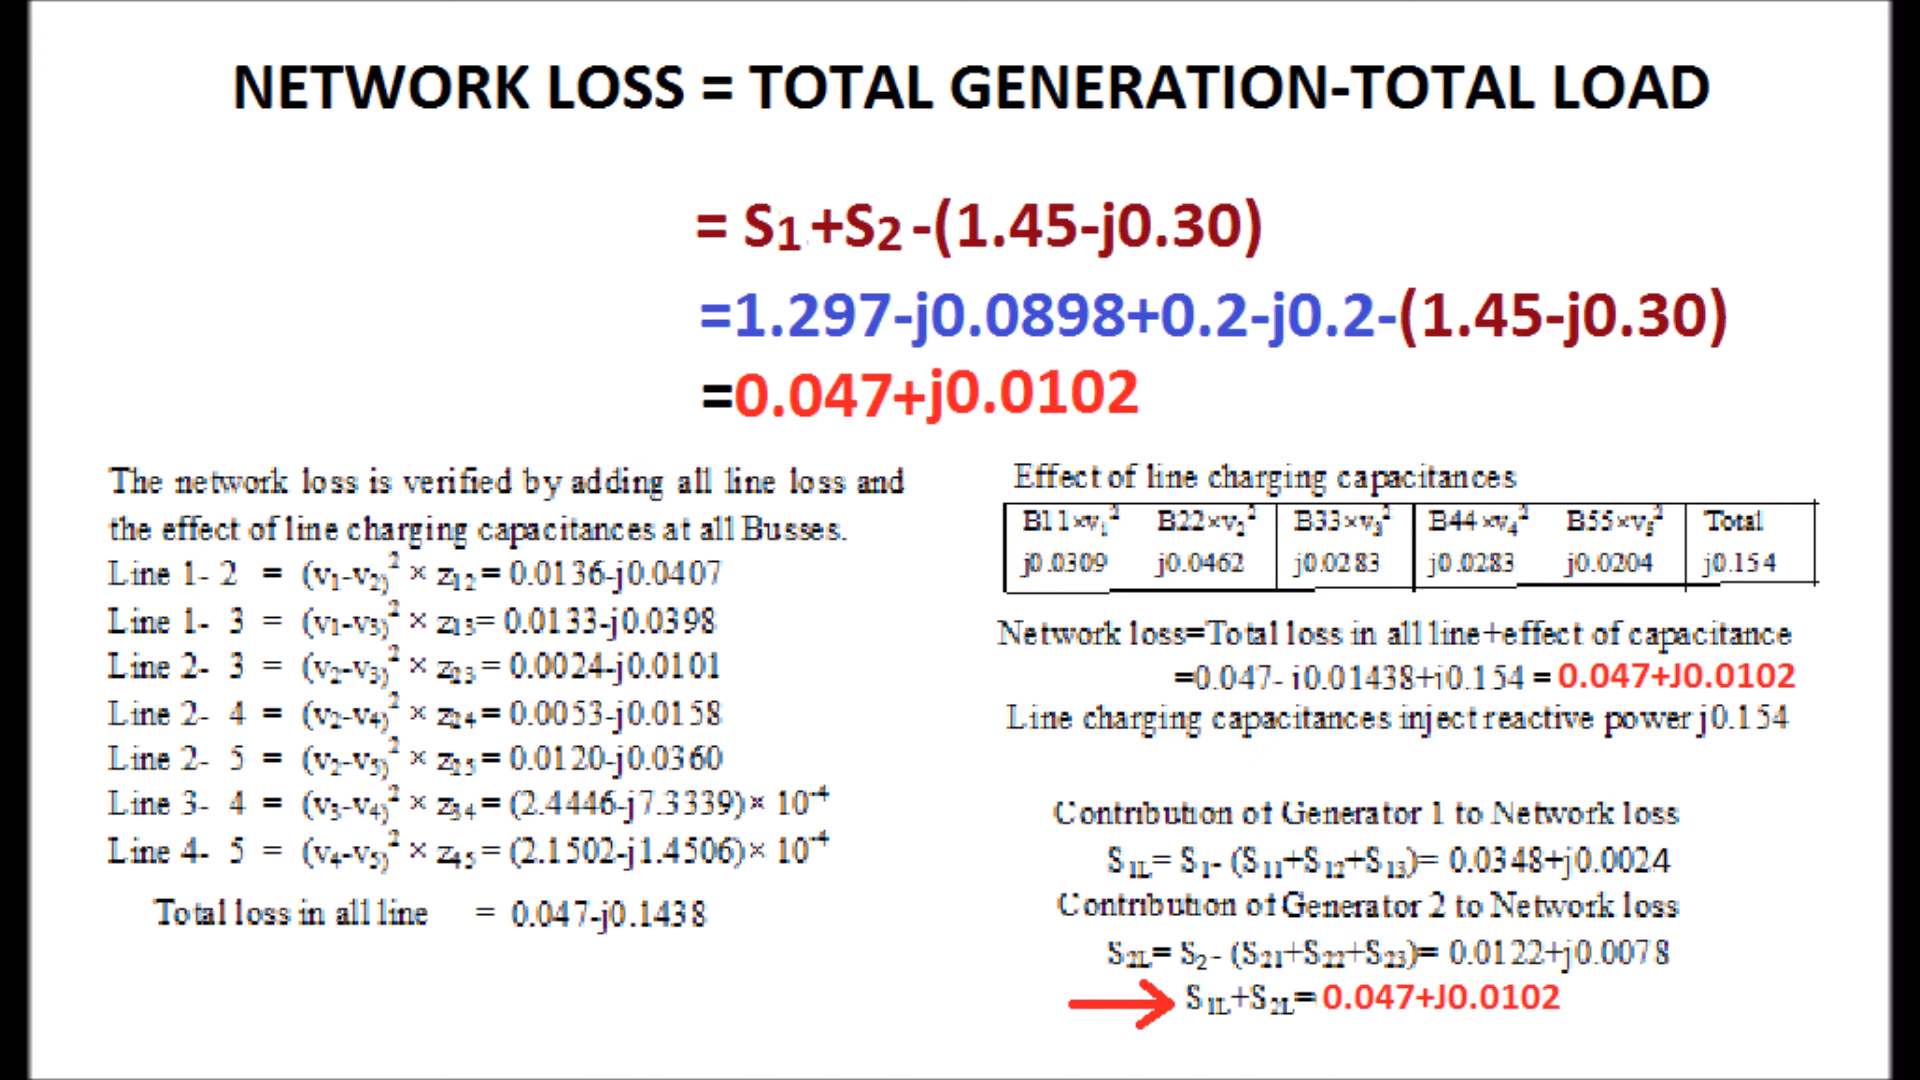 NETWORK LOSS = TOTAL GENERATION-TOTAL LOAD
= S1+S2-(1.45-j0.30)
=1.297-j0.0898+0.2-j0.2-(1.45-j0.30)
=0.047+j0.0102
The network loss is verified by adding all line loss and
the effect of line charging capacitances at all Busses.
Line 1- 2 = (v₁-v₂)² × z₁₂= 0.0136-j0.0407
Line 1- 3 = (v₁-v₃)² × z₁₃= 0.0133-j0.0398
Line 2- 3 = (v₂-v₃)² × z₂₃= 0.0024-j0.0101
Line 2- 4 = (v₂-v₄)² × z₂₄= 0.0053-j0.0158
Line 2- 5 = (v₂-v₅)² × z₂₅= 0.0120-j0.0360
Line 3- 4 = (v₃-v₄)² × z₃₄= (2.4446-j7.3339)× 10⁻⁴
Line 4- 5 = (v₄-v₅)² × z₄₅= (2.1502-j1.4506)× 10⁻⁴
Total loss in all line = 0.047-j0.1438
Effect of line charging capacitances
B11×v₁² B22×v₂² B33×v₃² B44×v₄² B55×v₅² Total
j0.0309 j0.0462 j0.0283 j0.0283 j0.0204 j0.154
Network loss=Total loss in all line+effect of capacitance
=0.047- j0.01438+j0.154 = 0.047+J0.0102
Line charging capacitances inject reactive power j0.154
Contribution of Generator 1 to Network loss
S₁L= S₁- (S₁₁+S₁₂+S₁₃)= 0.0348+j0.0024
Contribution of Generator 2 to Network loss
S₂L= S₂- (S₂₁+S₂₂+S₂₃)= 0.0122+j0.0078
S₁L+S₂L= 0.047+J0.0102